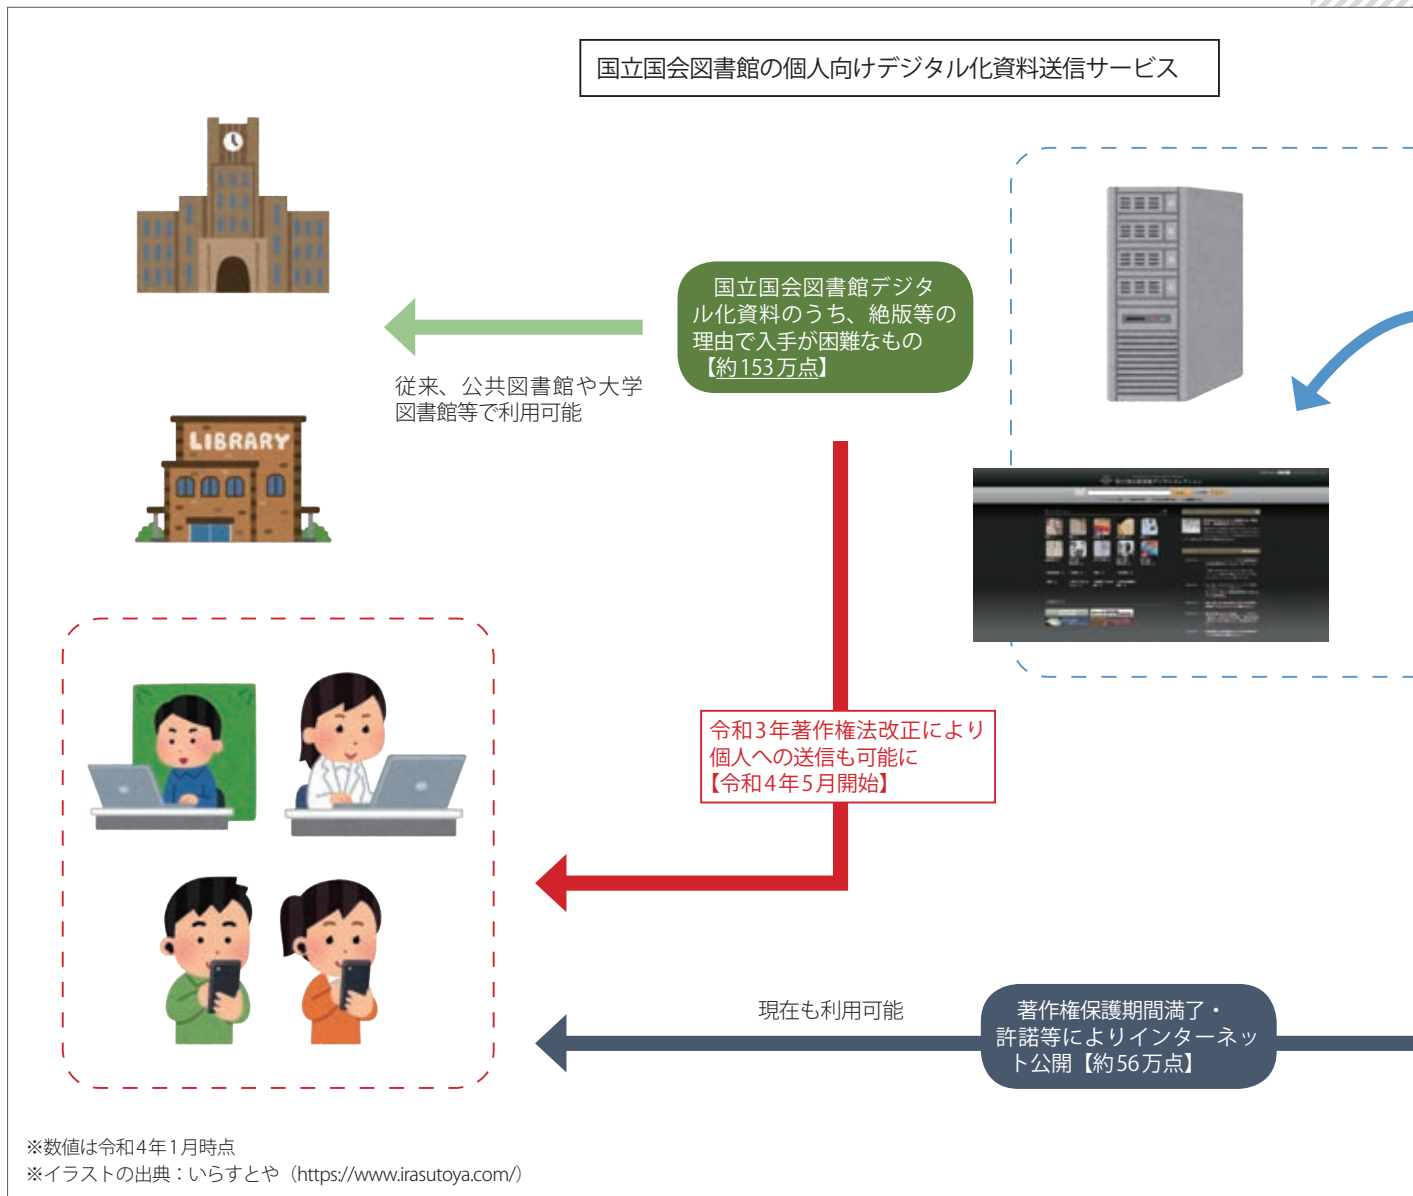 国立国会図書館の個人向けデジタル化資料送信サービス
国立国会図書館デジタ
ル化資料のうち、絶版等の
理由で入手が困難なもの
【約153万点】
従来、公共図書館や大学
図書館等で利用可能
LIBRARY
令和3年著作権法改正により
個人への送信も可能に
【令和4年5月開始】
現在も利用可能
著作権保護期間満了・
許諾等によりインターネッ
ト公開【約56万点】
※数値は令和4年1月時点
※イラストの出典：いらすとや（https://www.irasutoya.com/）